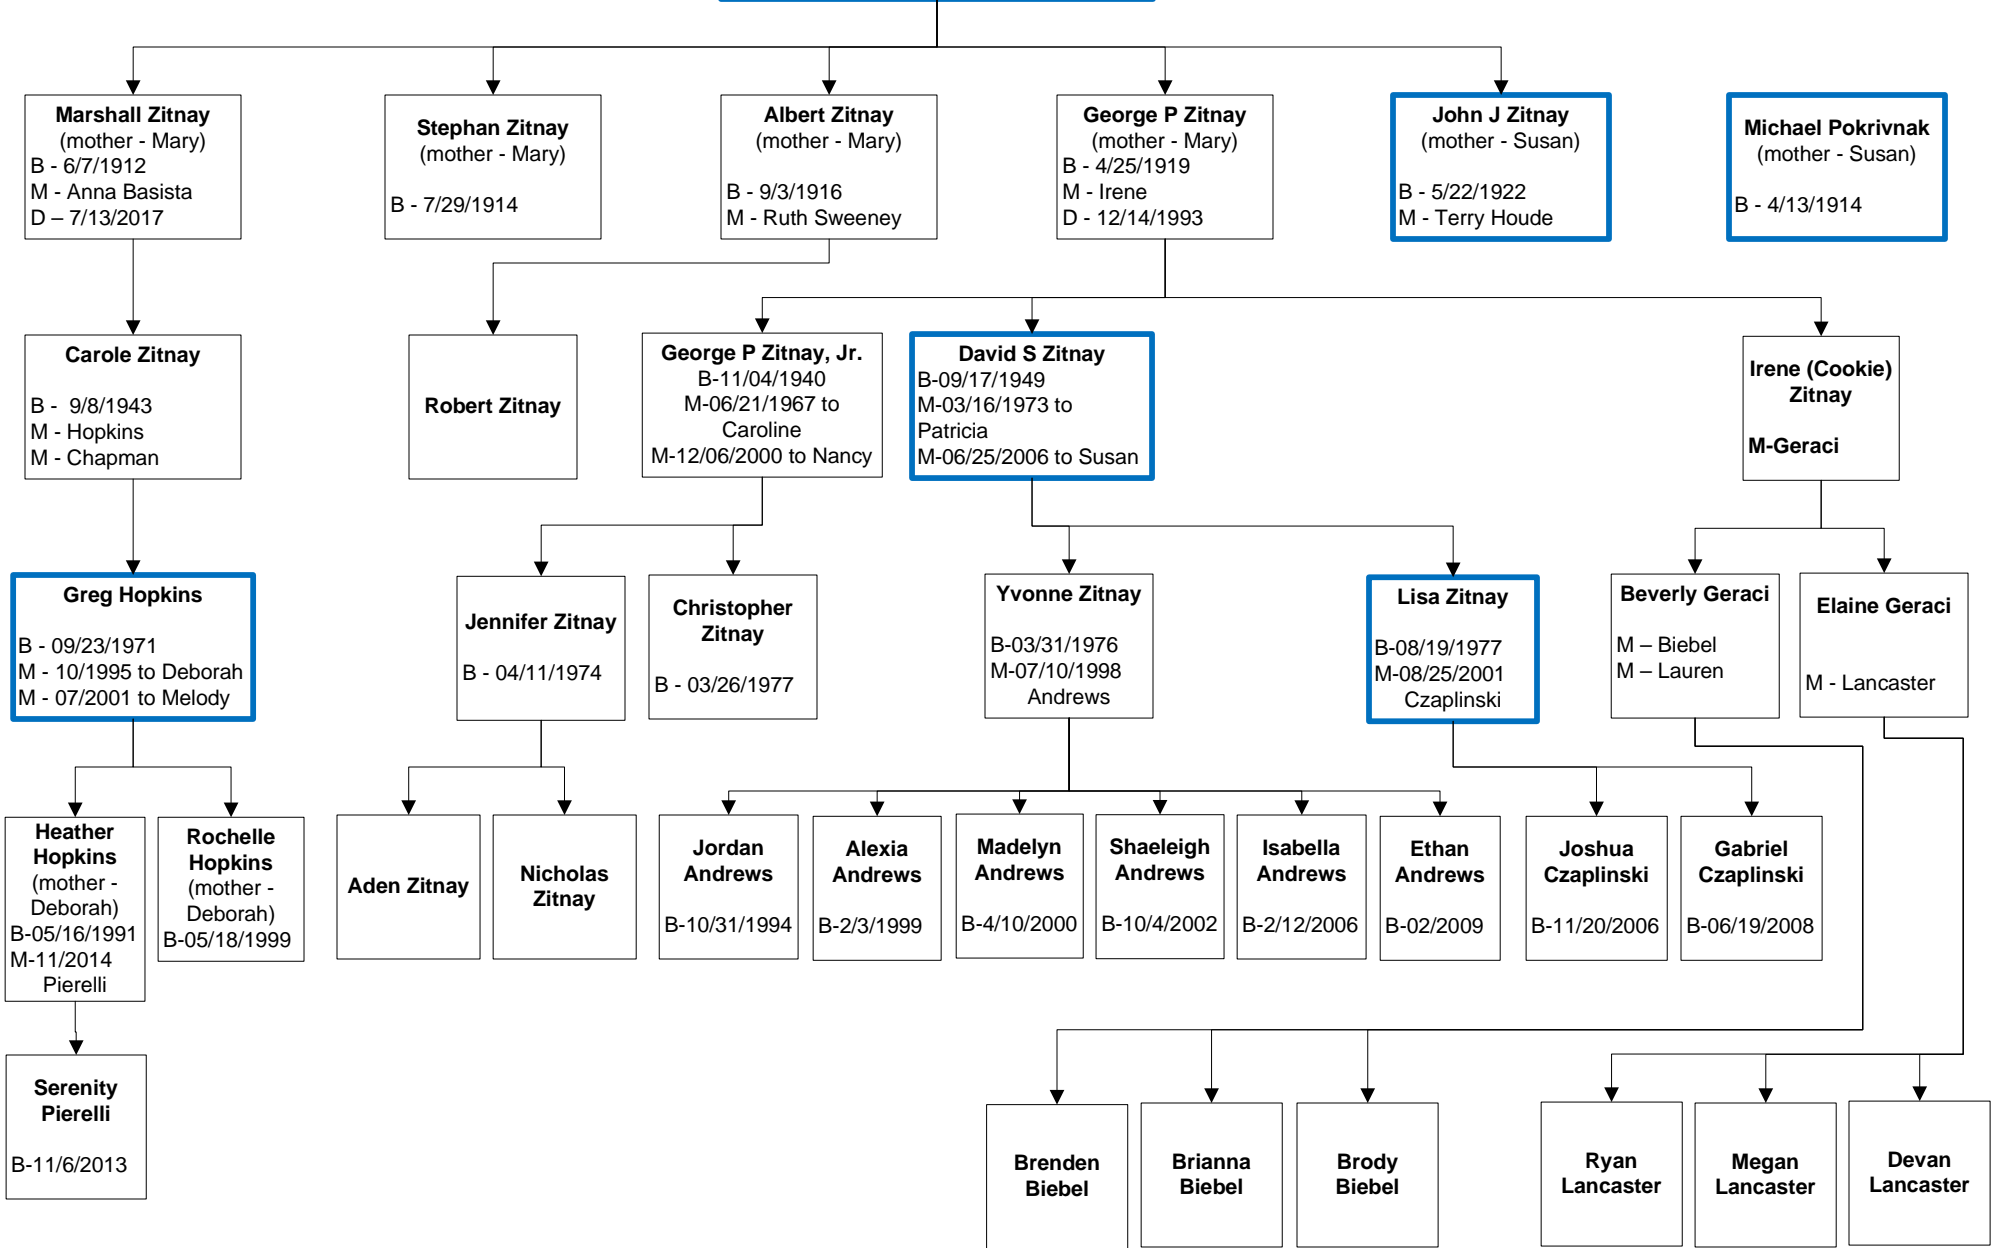 Marshall Zitnay
(mother - Mary)
B - 6/7/1912
M - Anna Basista
D – 7/13/2017
Stephan Zitnay
(mother - Mary)
B - 7/29/1914
Albert Zitnay
(mother - Mary)
B - 9/3/1916
M - Ruth Sweeney
George P Zitnay
(mother - Mary)
B - 4/25/1919
M - Irene
D - 12/14/1993
John J Zitnay
(mother - Susan)
B - 5/22/1922
M - Terry Houde
Michael Pokrivnak
(mother - Susan)
B - 4/13/1914
Carole Zitnay
B -  9/8/1943
M - Hopkins
M - Chapman
Robert Zitnay
George P Zitnay, Jr.
B-11/04/1940
M-06/21/1967 to
Caroline
M-12/06/2000 to Nancy
David S Zitnay
B-09/17/1949
M-03/16/1973 to
Patricia
M-06/25/2006 to Susan
Irene (Cookie)
Zitnay
M-Geraci
Greg Hopkins
B - 09/23/1971
M - 10/1995 to Deborah
M - 07/2001 to Melody
Jennifer Zitnay
B - 04/11/1974
Christopher
Zitnay
B - 03/26/1977
Yvonne Zitnay
B-03/31/1976
M-07/10/1998
Andrews
Lisa Zitnay
B-08/19/1977
M-08/25/2001
Czaplinski
Beverly Geraci
M – Biebel
M – Lauren
Elaine Geraci
M - Lancaster
Heather
Hopkins
(mother -
Deborah)
B-05/16/1991
M-11/2014
Pierelli
Rochelle
Hopkins
(mother -
Deborah)
B-05/18/1999
Aden Zitnay
Nicholas
Zitnay
Jordan
Andrews
B-10/31/1994
Alexia
Andrews
B-2/3/1999
Madelyn
Andrews
B-4/10/2000
Shaeleigh
Andrews
B-10/4/2002
Isabella
Andrews
B-2/12/2006
Ethan
Andrews
B-02/2009
Joshua
Czaplinski
B-11/20/2006
Gabriel
Czaplinski
B-06/19/2008
Serenity
Pierelli
B-11/6/2013
Brenden
Biebel
Brianna
Biebel
Brody
Biebel
Ryan
Lancaster
Megan
Lancaster
Devan
Lancaster